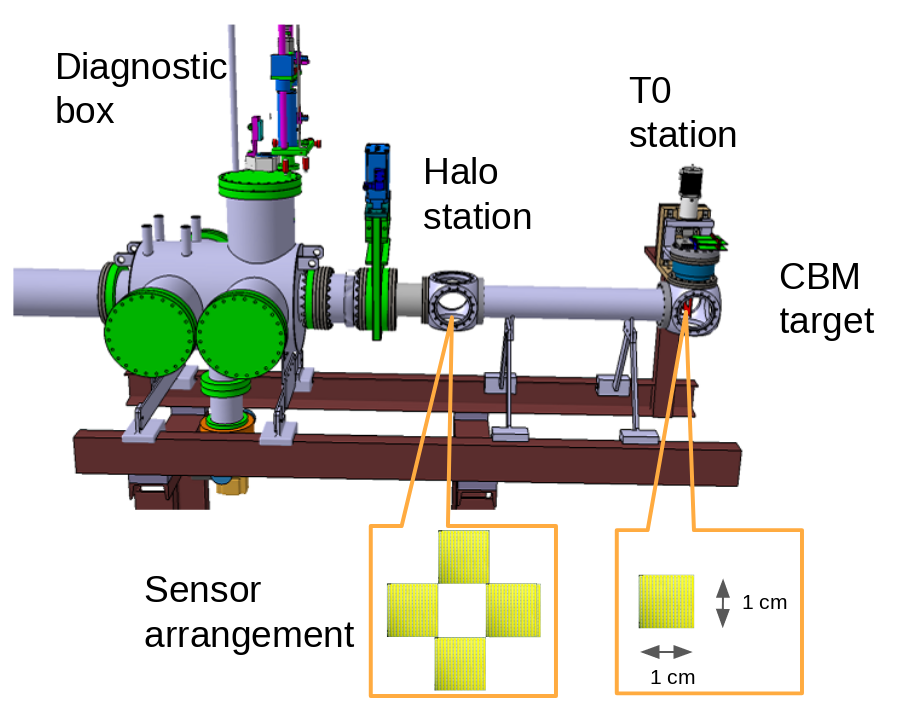 Diagnostic
box
Halo
station
T0
station
CBM
target
Sensor
arrangement
1 cm
1 cm